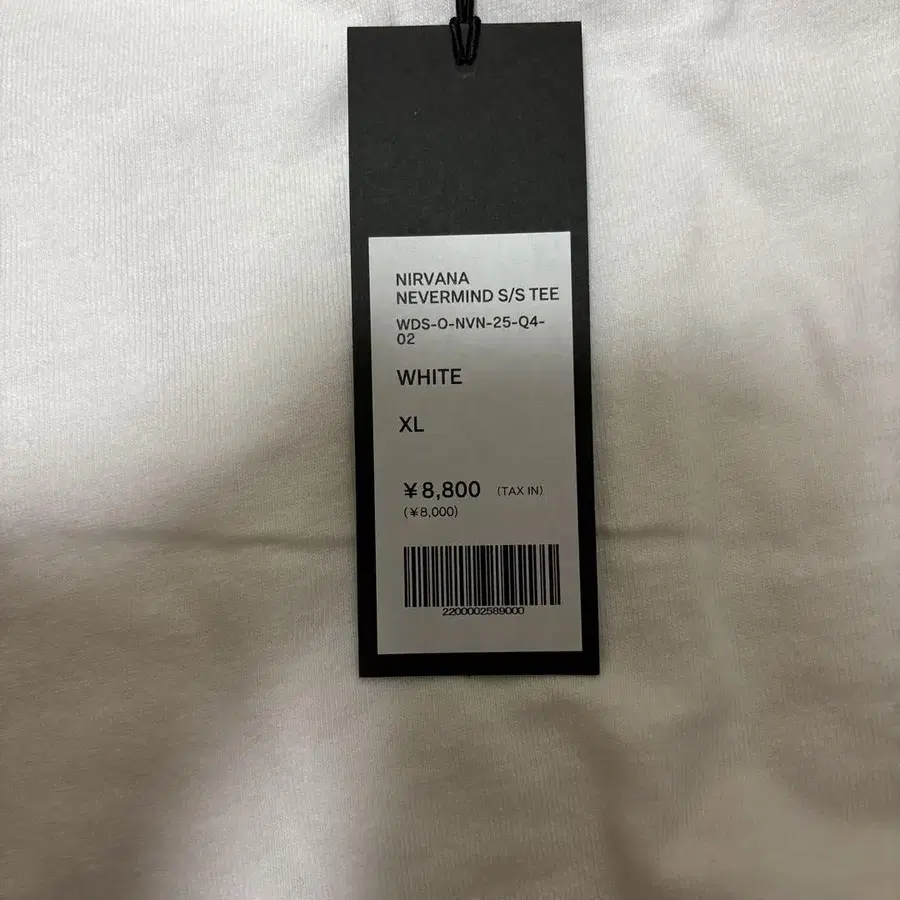 NIRVANA
NEVERMIND S/S TEE
WDS-O-NVN-25-Q4-
02
WHITE
XL
¥8,800 (TAX IN)
(¥8,000)
2200002589000